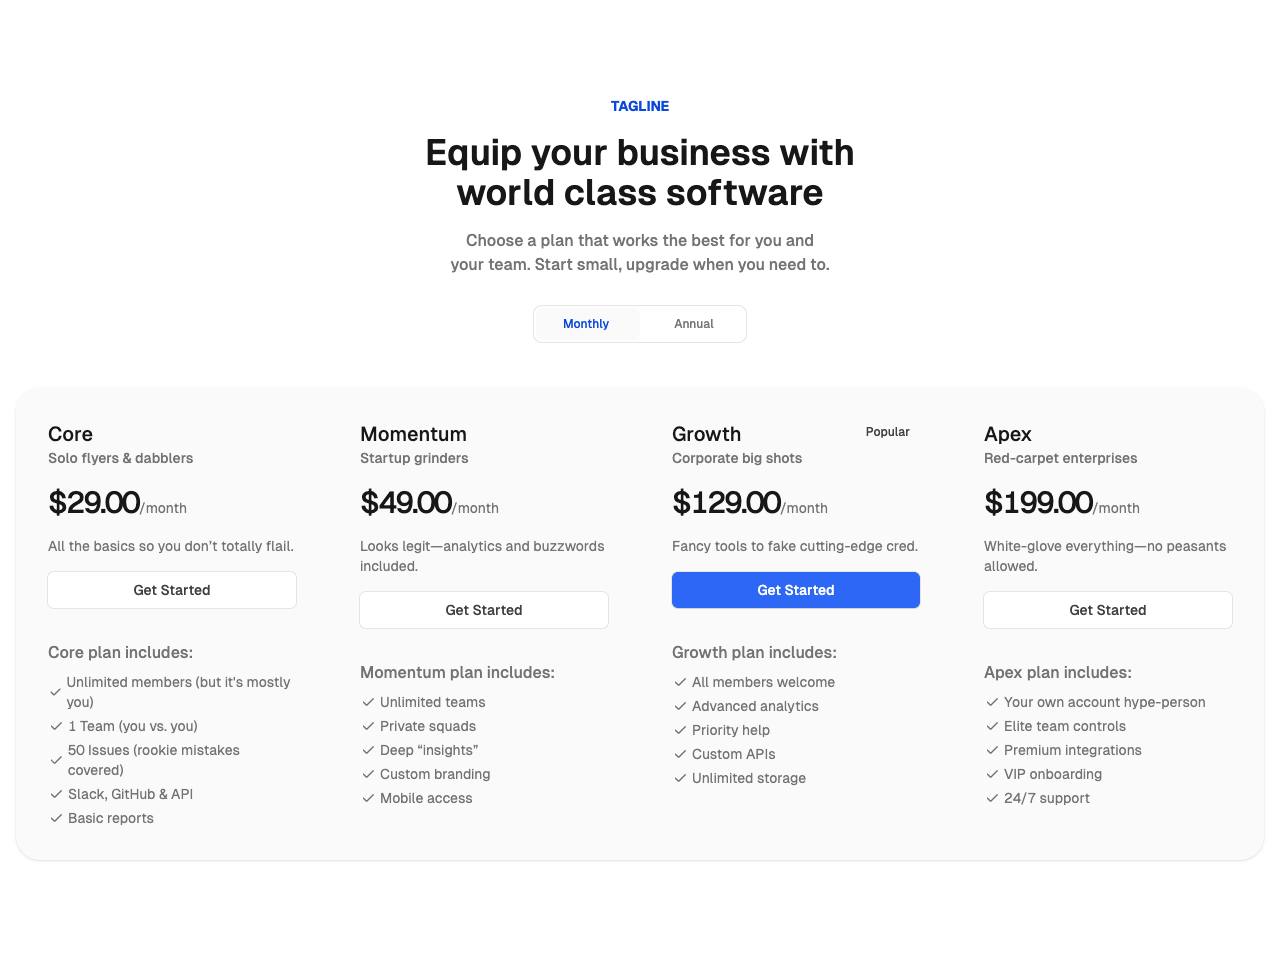 TAGLINE
Equip your business with
world class software
Choose a plan that works the best for you and
your team. Start small, upgrade when you need to.
Monthly
Annual
Core
Solo flyers & dabblers
$29.00/month
All the basics so you don’t totally flail.
Get Started
Core plan includes:
Unlimited members (but it's mostly
you)
1 Team (you vs. you)
50 Issues (rookie mistakes
covered)
Slack, GitHub & API
Basic reports
Momentum
Startup grinders
$49.00/month
Looks legit—analytics and buzzwords
included.
Get Started
Momentum plan includes:
Unlimited teams
Private squads
Deep “insights”
Custom branding
Mobile access
Growth
Popular
Corporate big shots
$129.00/month
Fancy tools to fake cutting-edge cred.
Get Started
Growth plan includes:
All members welcome
Advanced analytics
Priority help
Custom APIs
Unlimited storage
Apex
Red-carpet enterprises
$199.00/month
White-glove everything—no peasants
allowed.
Get Started
Apex plan includes:
Your own account hype-person
Elite team controls
Premium integrations
VIP onboarding
24/7 support